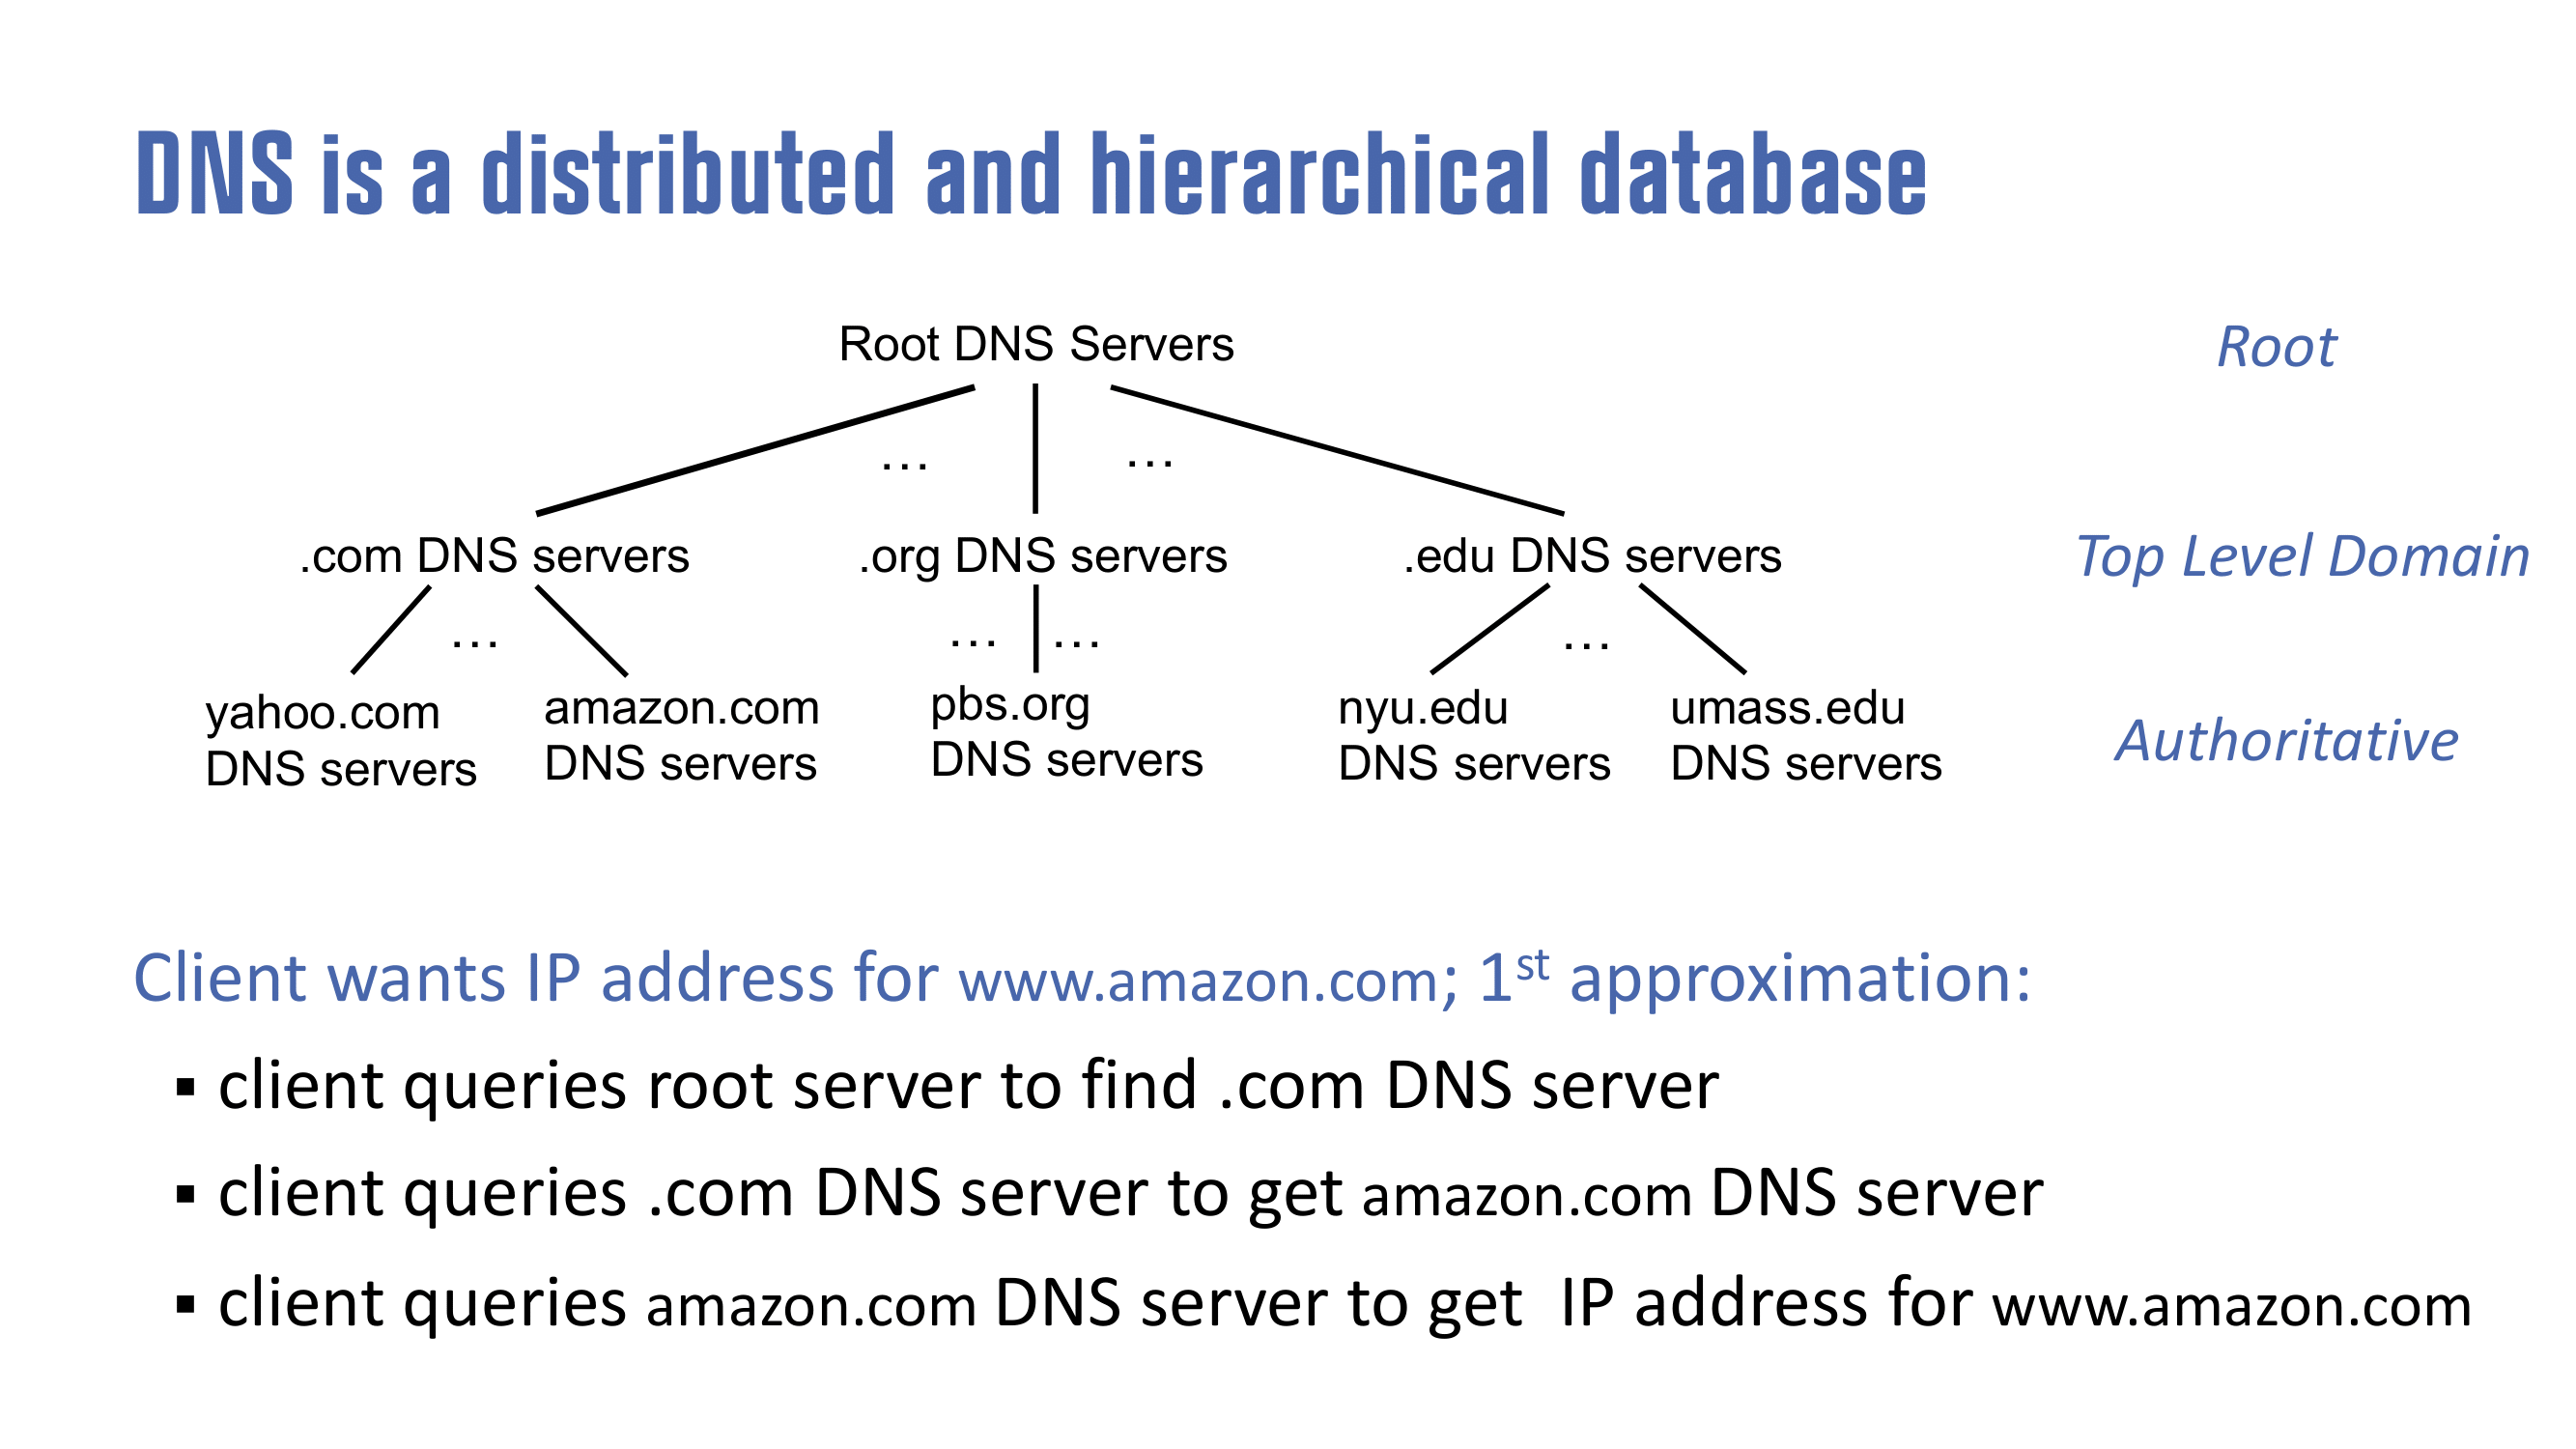 DNS is a distributed and hierarchical database
Root DNS Servers
Root
… …
.com DNS servers .org DNS servers .edu DNS servers
Top Level Domain
… … … …
yahoo.com
DNS servers
amazon.com
DNS servers
pbs.org
DNS servers
nyu.edu
DNS servers
umass.edu
DNS servers
Authoritative
Client wants IP address for www.amazon.com; 1st approximation:
▪ client queries root server to find .com DNS server
▪ client queries .com DNS server to get amazon.com DNS server
▪ client queries amazon.com DNS server to get  IP address for www.amazon.com